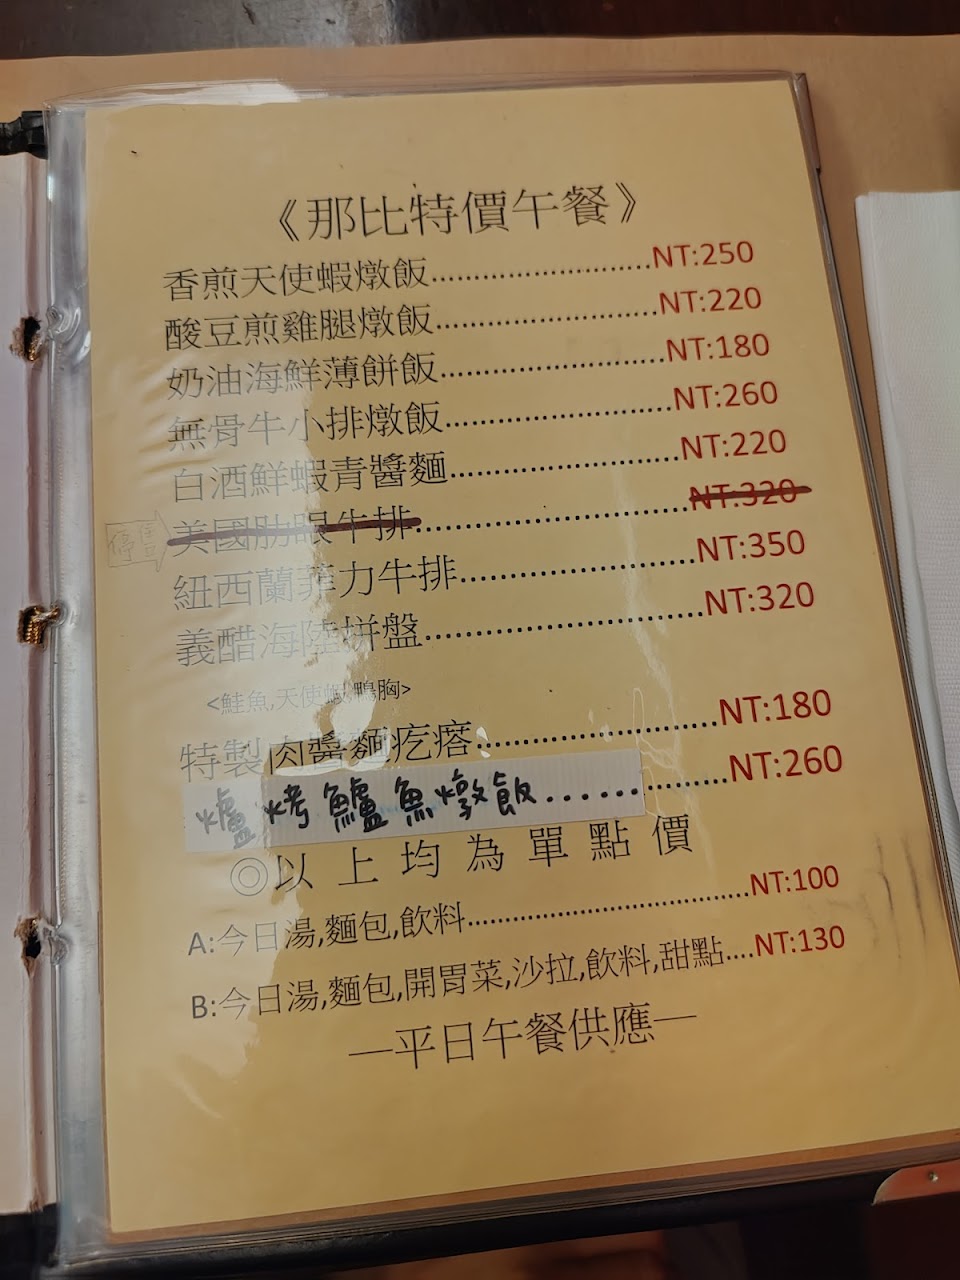 《那比特價午餐》
香煎天使蝦燉飯..........................NT:250
酸豆煎雞腿燉飯..........................NT:220
奶油海鮮薄餅飯..........................NT:180
無骨牛小排燉飯..........................NT:260
白酒鮮蝦青醬麵..........................NT:220
停售 美國肋眼牛排..........................NT:320
紐西蘭菲力牛排..........................NT:350
義醋海陸拼盤..............................NT:320
<鮭魚,天使蝦,鴨胸>
特製肉醬麵疙瘩..........................NT:180
爐烤鱸魚燉飯..............NT:260
◎以上均為單點價
A:今日湯,麵包,飲料..............................NT:100
B:今日湯,麵包,開胃菜,沙拉,飲料,甜點....NT:130
—平日午餐供應—